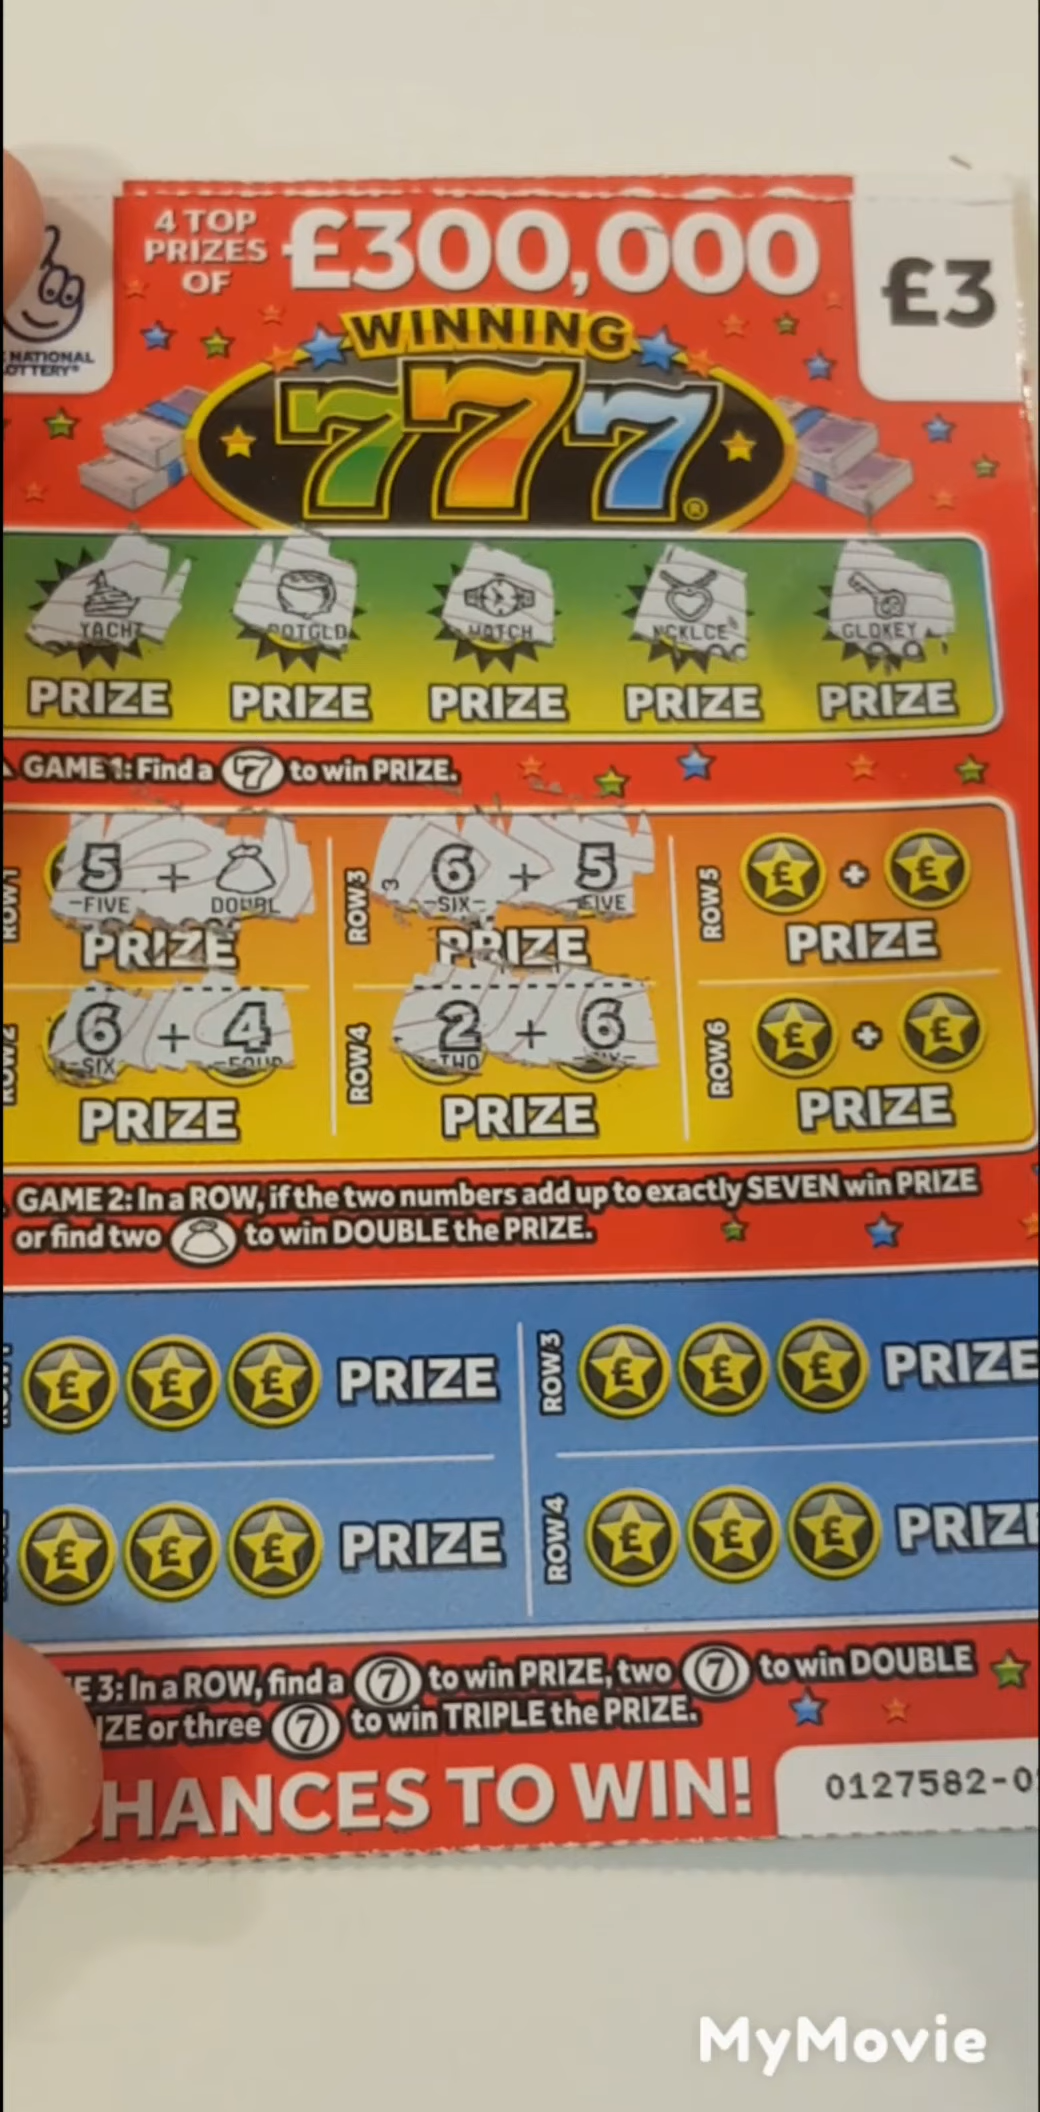 4 TOP PRIZES OF £300,000
£3
NATIONAL
OTTERY®
WINNING
777®
YACHT POTGLD WATCH NCKLCE GLDKEY
PRIZE PRIZE PRIZE PRIZE PRIZE
GAME 1: Find a 7 to win PRIZE.
5 + ROW 3 6 + 5 ROW 5 £ + £
-FIVE DOUBL -SIX- FIVE
PRIZE PRIZE PRIZE
6 + 4 ROW 4 2 + 6 ROW 6 £ + £
-SIX -FOUR -TWO
PRIZE PRIZE PRIZE
GAME 2: In a ROW, if the two numbers add up to exactly SEVEN win PRIZE
or find two to win DOUBLE the PRIZE.
£ £ £ PRIZE ROW 3 £ £ £ PRIZE
£ £ £ PRIZE ROW 4 £ £ £ PRIZ
E 3: In a ROW, find a 7 to win PRIZE, two 7 to win DOUBLE
IZE or three 7 to win TRIPLE the PRIZE.
HANCES TO WIN!
0127582-0
MyMovie